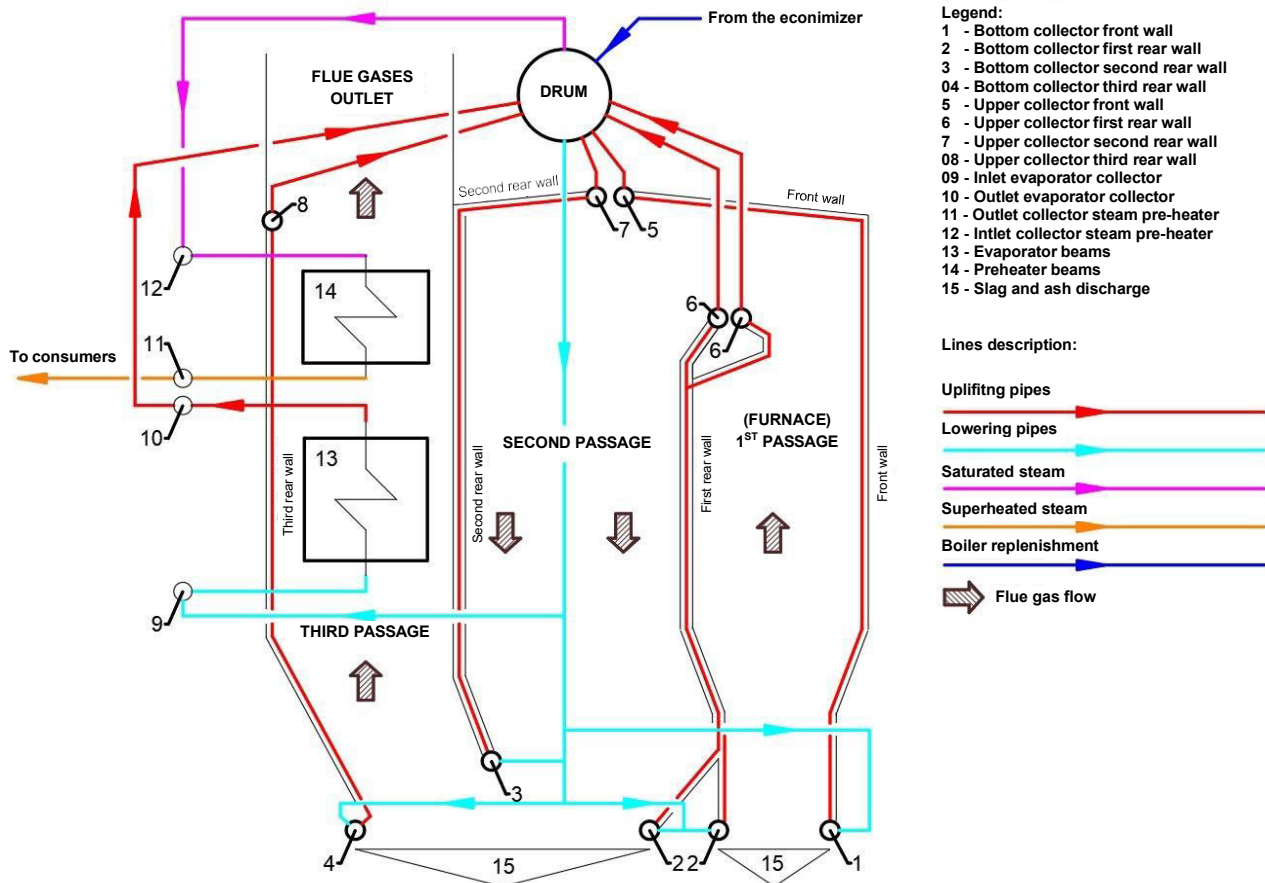 From the econimizer
FLUE GASES
OUTLET
DRUM
Second rear wall
Front wall
8
7
5
12
14
6
6
To consumers
11
10
13
SECOND PASSAGE
(FURNACE)
1ST PASSAGE
Third rear wall
Second rear wall
First rear wall
Front wall
9
THIRD PASSAGE
3
4
15
2
2
15
1
Legend:
1 - Bottom collector front wall
2 - Bottom collector first rear wall
3 - Bottom collector second rear wall
04 - Bottom collector third rear wall
5 - Upper collector front wall
6 - Upper collector first rear wall
7 - Upper collector second rear wall
08 - Upper collector third rear wall
09 - Inlet evaporator collector
10 - Outlet evaporator collector
11 - Outlet collector steam pre-heater
12 - Intlet collector steam pre-heater
13 - Evaporator beams
14 - Preheater beams
15 - Slag and ash discharge
Lines description:
Uplifitng pipes
Lowering pipes
Saturated steam
Superheated steam
Boiler replenishment
Flue gas flow